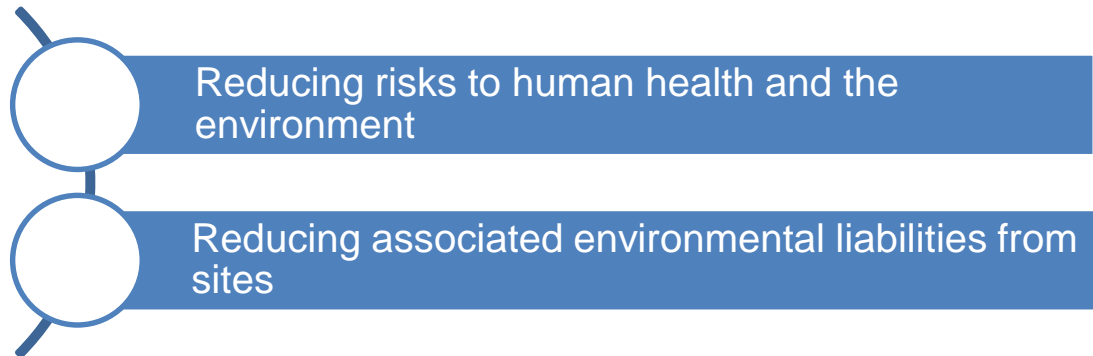 Reducing risks to human health and the
environment
Reducing associated environmental liabilities from
sites